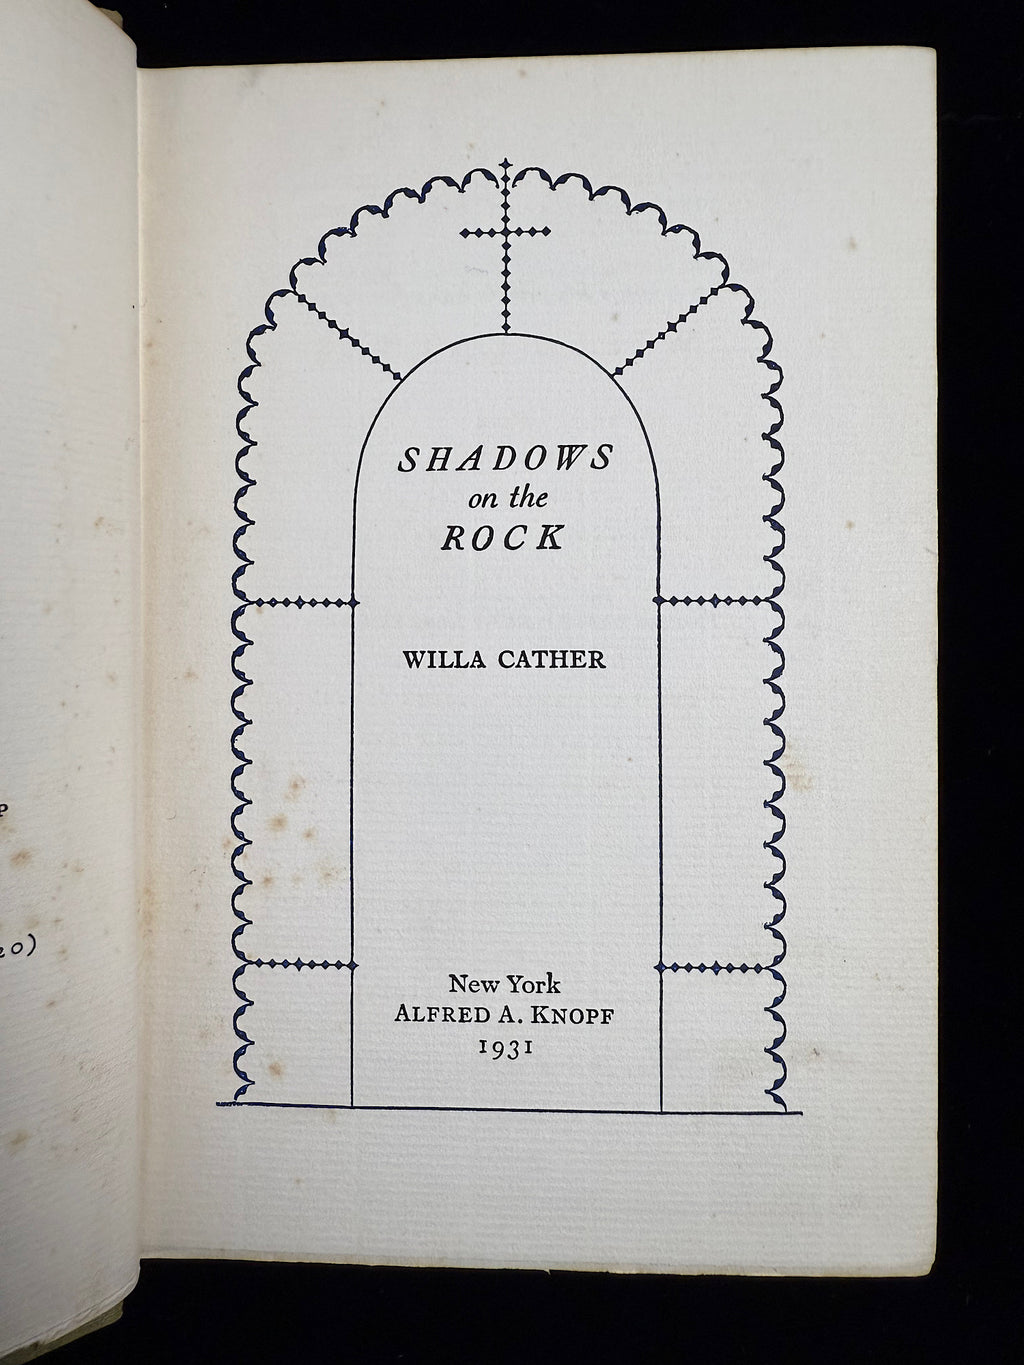 SHADOWS
on the
ROCK
WILLA CATHER
New York
ALFRED A. KNOPF
1931